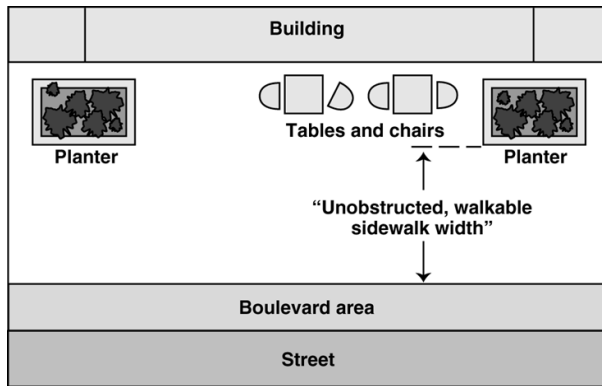 Building
Tables and chairs
Planter
Planter
“Unobstructed, walkable
sidewalk width”
Boulevard area
Street